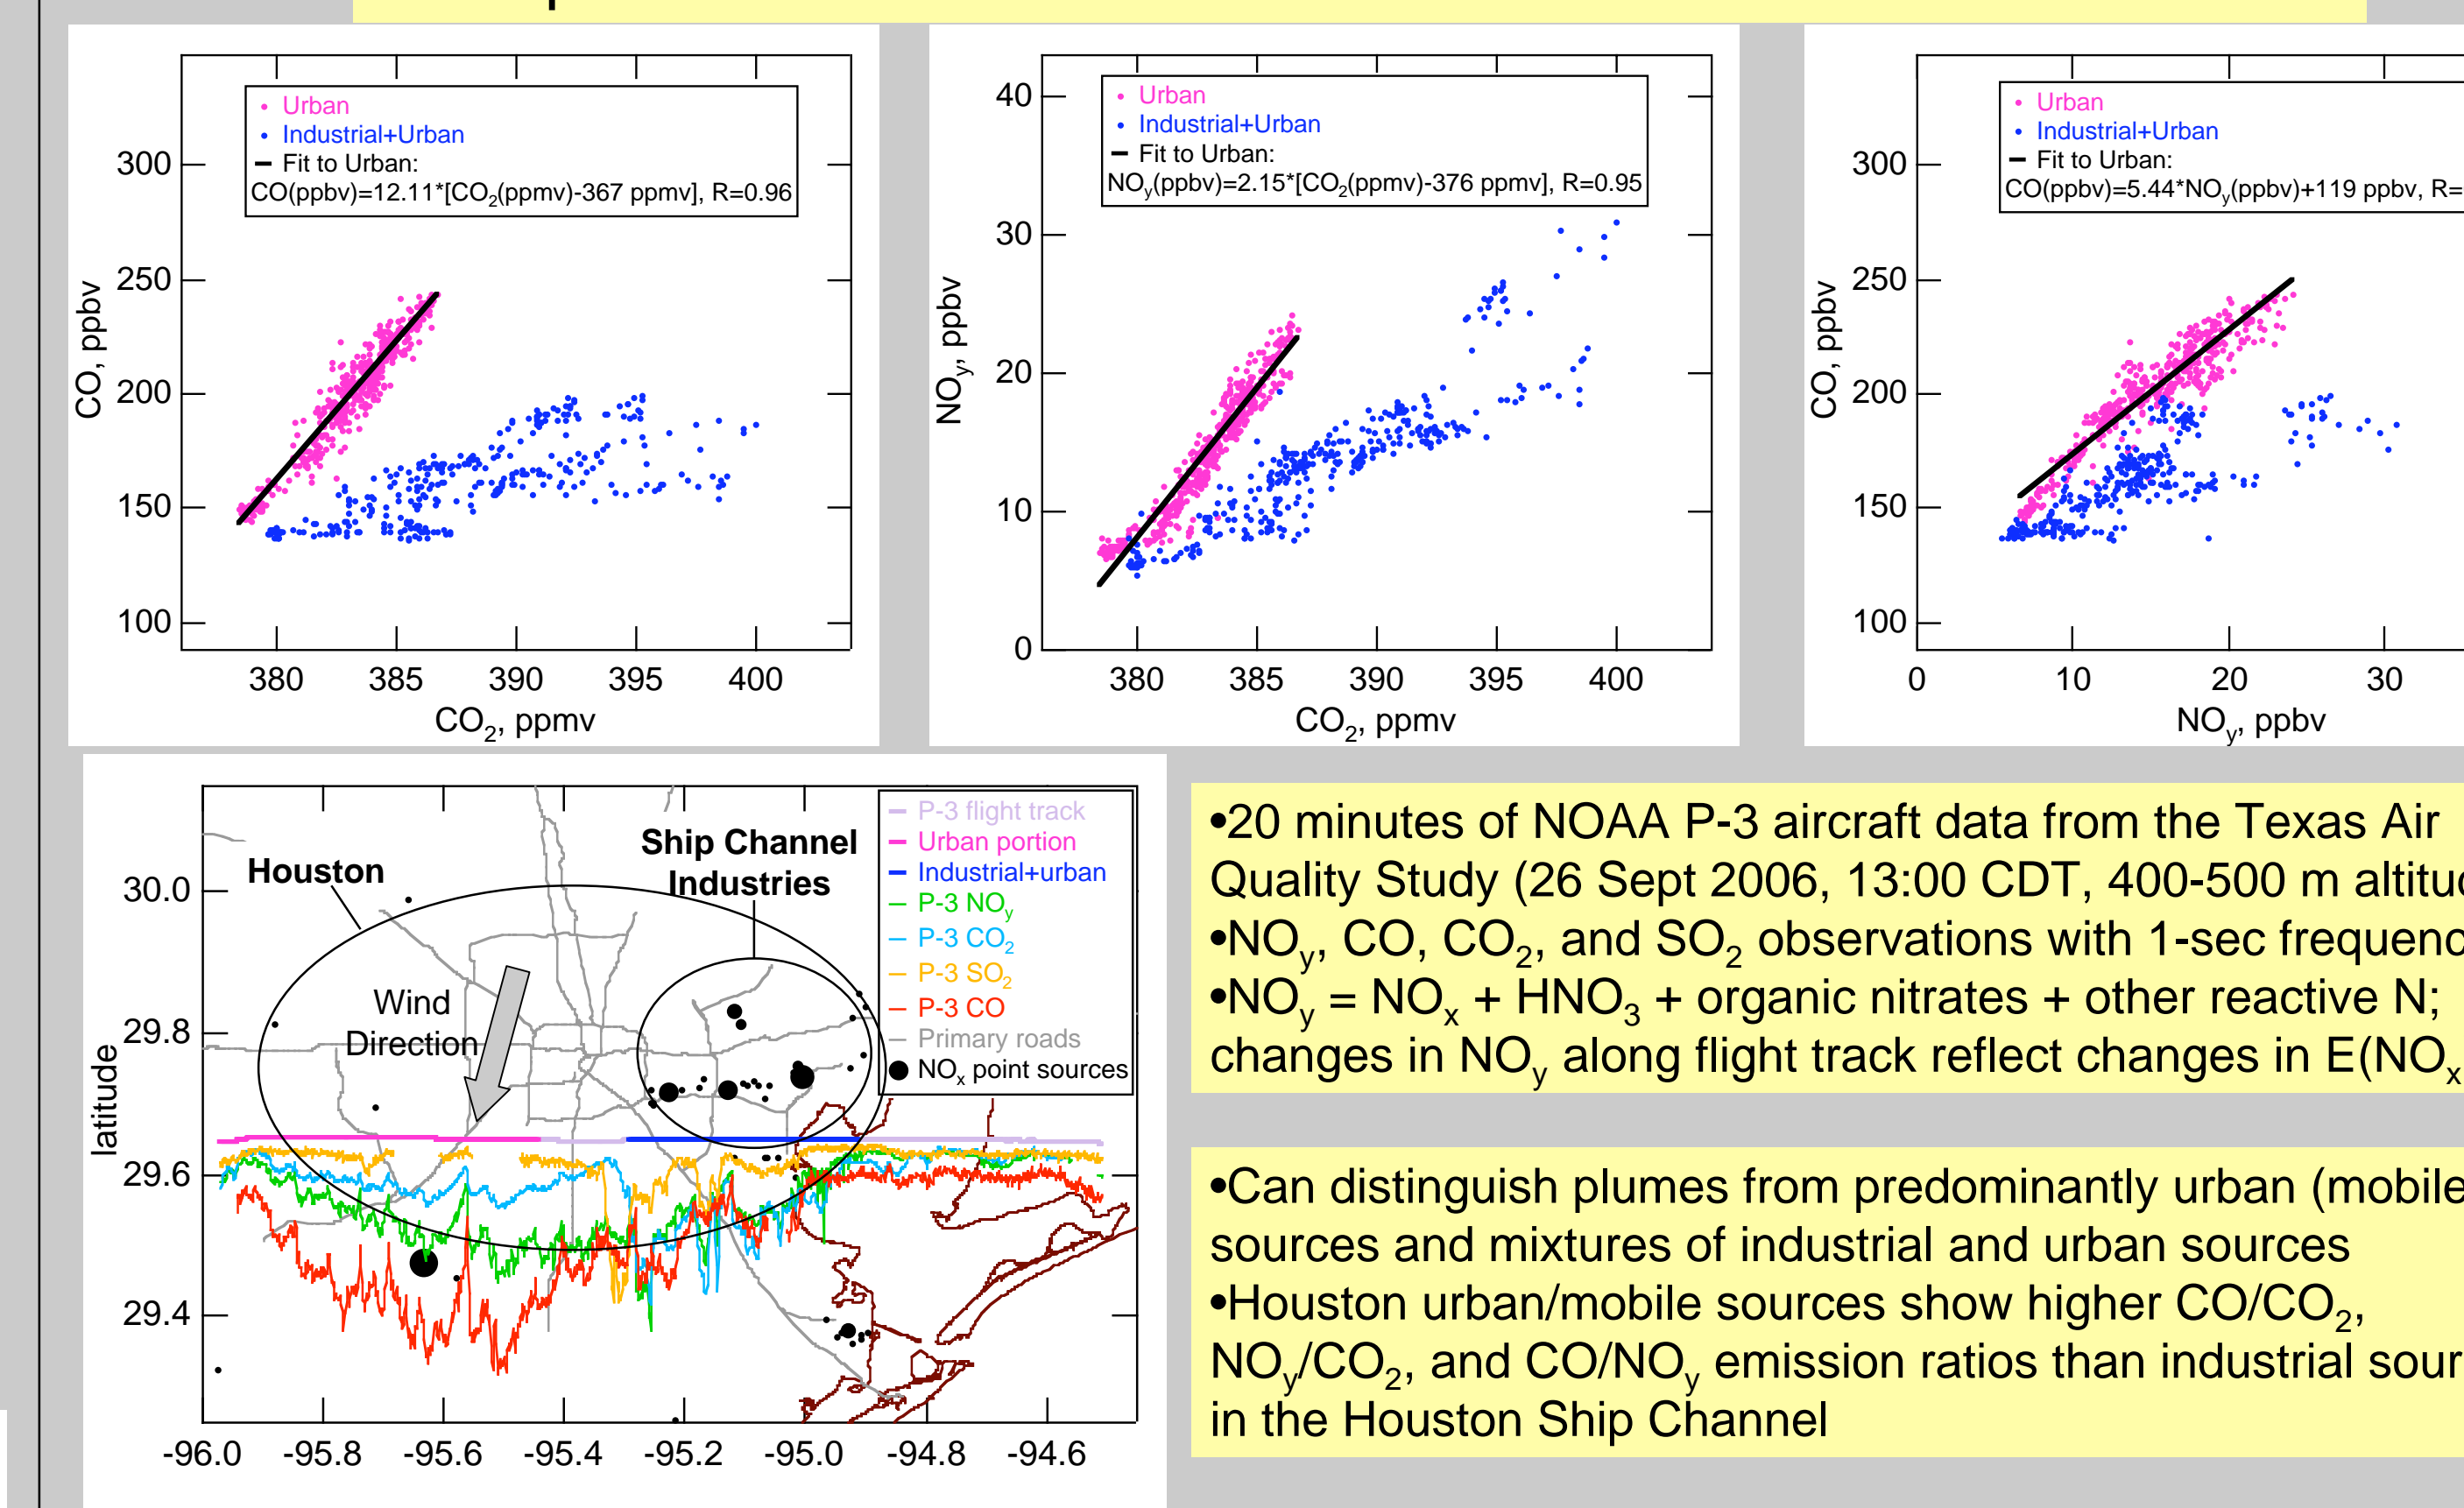 Urban
Industrial+Urban
Fit to Urban:
CO(ppbv)=12.11*[CO₂(ppmv)-367 ppmv], R=0.96
300
250
200
150
100
CO, ppbv
380 385 390 395 400
CO₂, ppmv
Urban
Industrial+Urban
Fit to Urban:
NOy(ppbv)=2.15*[CO₂(ppmv)-376 ppmv], R=0.95
40
30
20
10
0
NOy, ppbv
380 385 390 395 400
CO₂, ppmv
Urban
Industrial+Urban
Fit to Urban:
CO(ppbv)=5.44*NOy(ppbv)+119 ppbv, R=
300
250
200
150
100
CO, ppbv
0 10 20 30
NOy, ppbv
P-3 flight track
Urban portion
Industrial+urban
P-3 NOy
P-3 CO₂
P-3 SO₂
P-3 CO
Primary roads
NOx point sources
Houston
Ship Channel
Industries
Wind
Direction
30.0
29.8
29.6
29.4
latitude
-96.0 -95.8 -95.6 -95.4 -95.2 -95.0 -94.8 -94.6
•20 minutes of NOAA P-3 aircraft data from the Texas Air
Quality Study (26 Sept 2006, 13:00 CDT, 400-500 m
•NOy, CO, CO₂, and SO₂ observations with 1-sec
•NOy = NOx + HNO₃ + organic nitrates + other reactive N;
changes in NOy along flight track reflect changes in E(NOx
•Can distinguish plumes from predominantly urban (mobile
sources and mixtures of industrial and urban sources
•Houston urban/mobile sources show higher CO/CO₂,
NOy/CO₂, and CO/NOy emission ratios than industrial
in the Houston Ship Channel